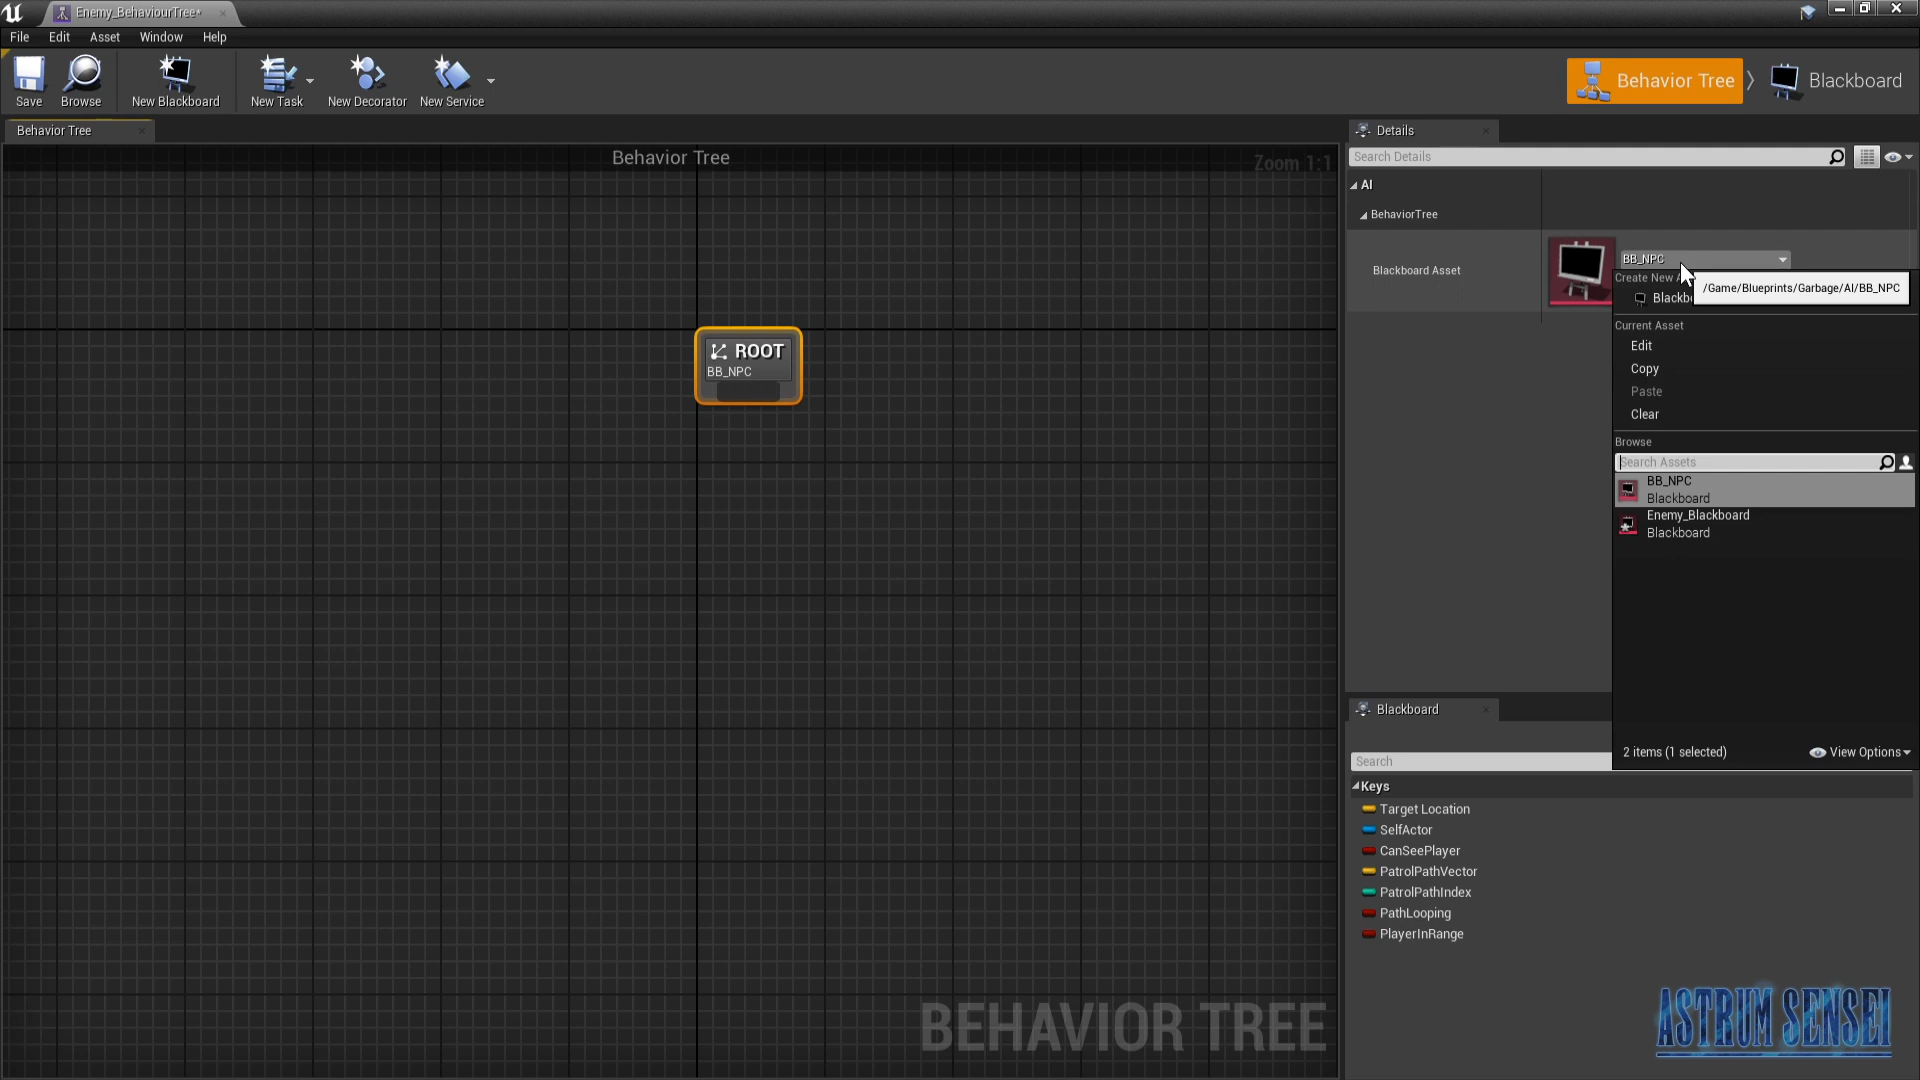 Enemy_BehaviourTree*
File Edit Asset Window Help
Save Browse New Blackboard New Task New Decorator New Service Behavior Tree Blackboard
Behavior Tree
Details
Behavior Tree
Zoom 1:1
Search Details
AI
BehaviorTree
Blackboard Asset
BB_NPC
Create New
/Game/Blueprints/Garbage/AI/BB_NPC
Current Asset
Edit
Copy
Paste
Clear
Browse
Search Assets
BB_NPC
Blackboard
Enemy_Blackboard
Blackboard
2 items (1 selected) View Options
ROOT
BB_NPC
Blackboard
Search
Keys
Target Location
SelfActor
CanSeePlayer
PatrolPathVector
PatrolPathIndex
PathLooping
PlayerInRange
BEHAVIOR TREE
ASTRUM SENSEI